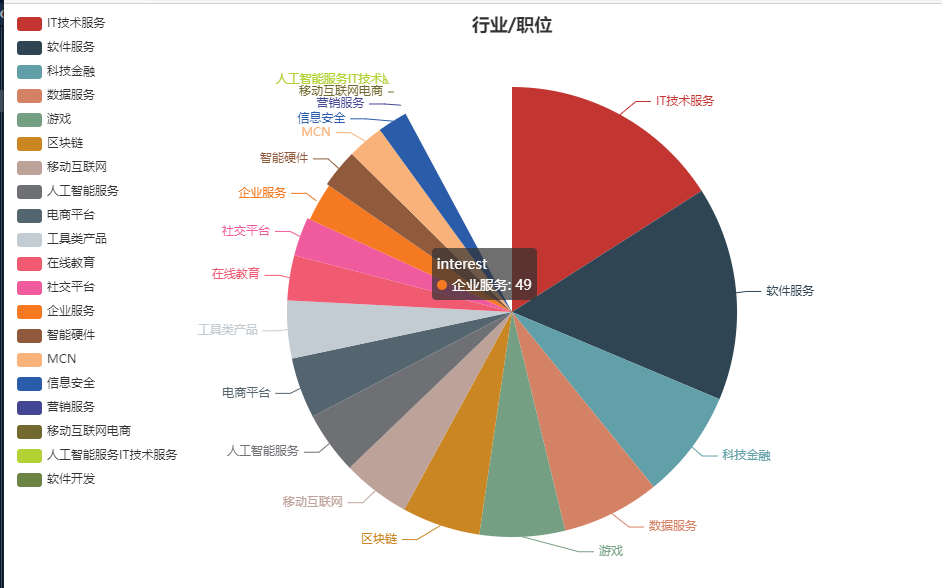 行业/职位
IT技术服务
软件服务
科技金融
数据服务
游戏
区块链
移动互联网
人工智能服务
电商平台
工具类产品
在线教育
社交平台
企业服务
智能硬件
MCN
信息安全
营销服务
移动互联网电商
人工智能服务IT技术服务
软件开发
人工智能服务IT技术
移动互联网电商
营销服务
信息安全
MCN
智能硬件
企业服务
社交平台
在线教育
工具类产品
电商平台
人工智能服务
移动互联网
区块链
IT技术服务
软件服务
科技金融
数据服务
游戏
interest
企业服务: 49